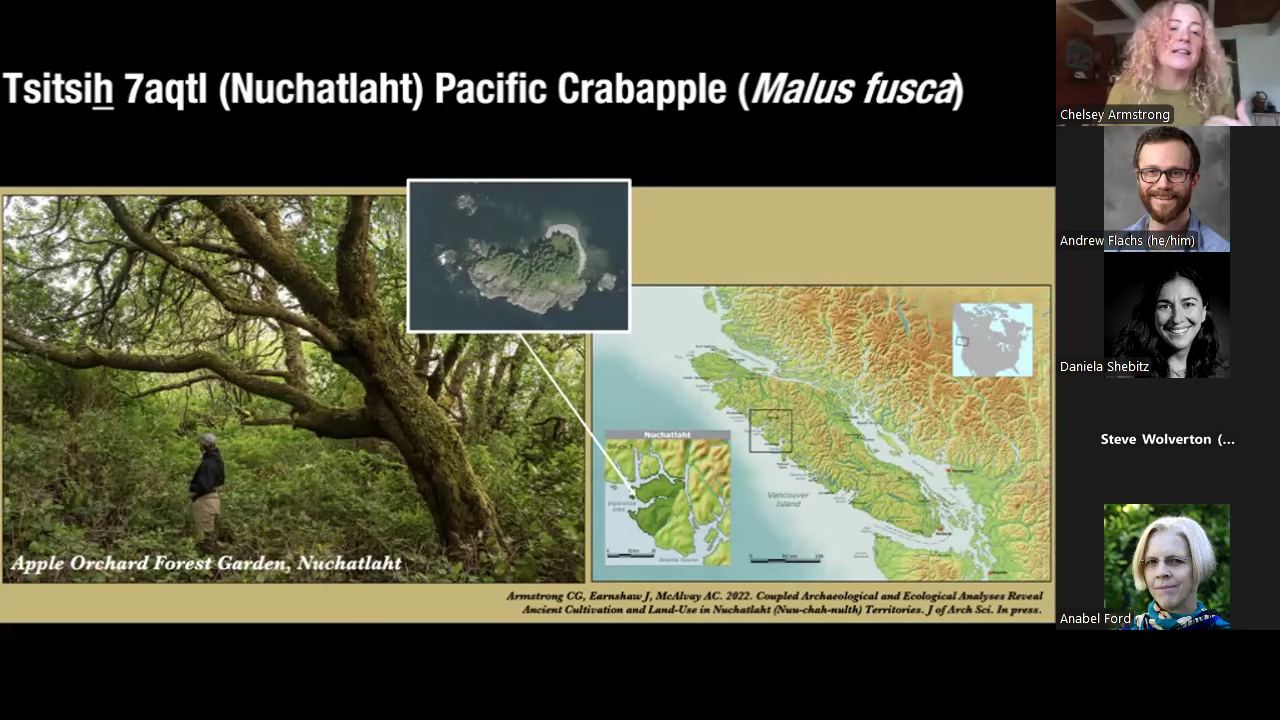 Tsitsiẖ 7aqtl (Nuchatlaht) Pacific Crabapple (Malus fusca)
Chelsey Armstrong
Andrew Flachs (he/him)
Daniela Shebitz
Steve Wolverton (...
Anabel Ford
Nuchatlaht
Vancouver
Island
Apple Orchard Forest Garden, Nuchatlaht
Armstrong CG, Earnshaw J, McAlvay AC. 2022. Coupled Archaeological and Ecological Analyses Reveal
Ancient Cultivation and Land-Use in Nuchatlaht (Nuu-chah-nulth) Territories. J of Arch Sci. In press.